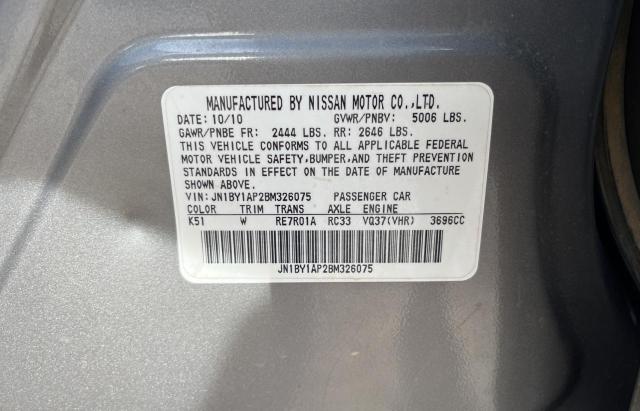 MANUFACTURED BY NISSAN MOTOR CO.,LTD.
DATE: 10/10 GVWR/PNBV: 5006 LBS.
GAWR/PNBE FR: 2444 LBS. RR: 2646 LBS.
THIS VEHICLE CONFORMS TO ALL APPLICABLE FEDERAL
MOTOR VEHICLE SAFETY,BUMPER,AND THEFT PREVENTION
STANDARDS IN EFFECT ON THE DATE OF MANUFACTURE
SHOWN ABOVE.
VIN: JN1BY1AP2BM326075 PASSENGER CAR
COLOR TRIM TRANS AXLE ENGINE
K51 W RE7R01A RC33 VQ37(VHR) 3696CC
JN1BY1AP2BM326075